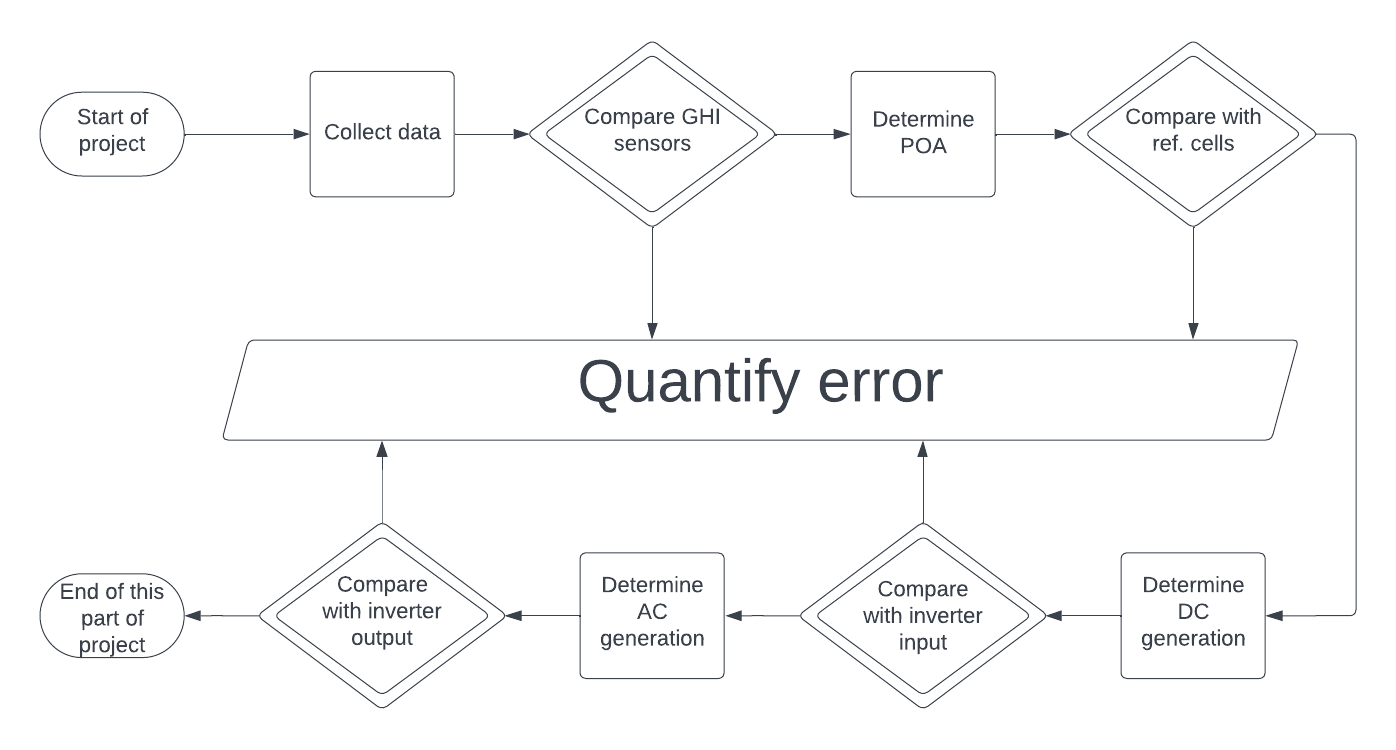 Start of
project
Collect data
Compare GHI
sensors
Determine
POA
Compare with
ref. cells
Quantify error
End of this
part of
project
Compare
with inverter
output
Determine
AC
generation
Compare
with inverter
input
Determine
DC
generation